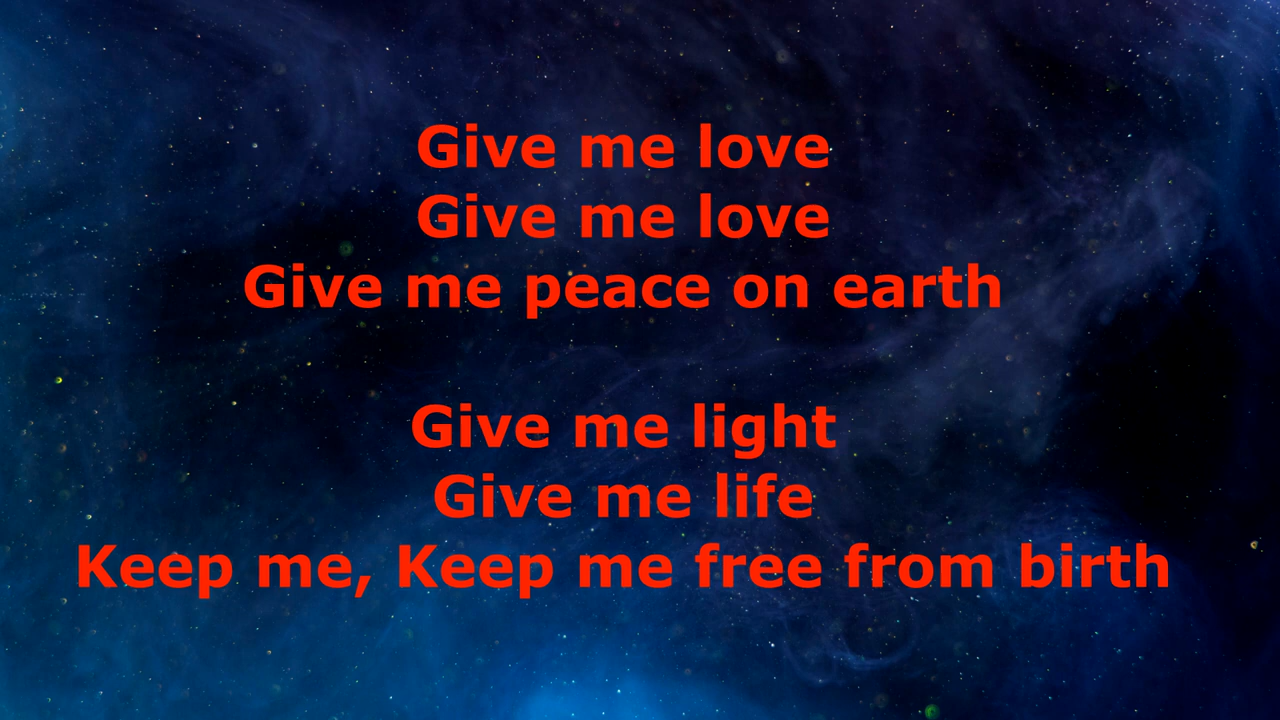 Give me love
Give me love
Give me peace on earth
Give me light
Give me life
Keep me, Keep me free from birth